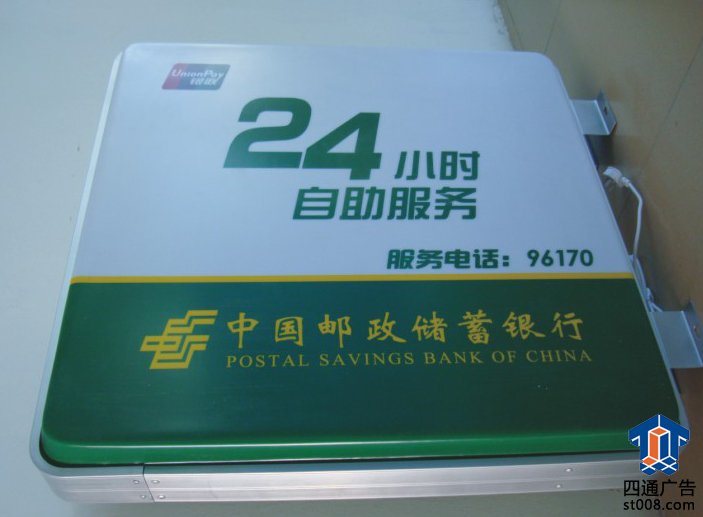 UnionPay
银联
24小时
自助服务
服务电话：96170
中国邮政储蓄银行
POSTAL SAVINGS BANK OF CHINA
四通广告
st008.com